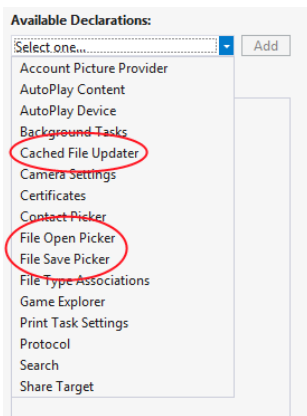 Available Declarations:
Select one...
Add
Account Picture Provider
AutoPlay Content
AutoPlay Device
Background Tasks
Cached File Updater
Camera Settings
Certificates
Contact Picker
File Open Picker
File Save Picker
File Type Associations
Game Explorer
Print Task Settings
Protocol
Search
Share Target